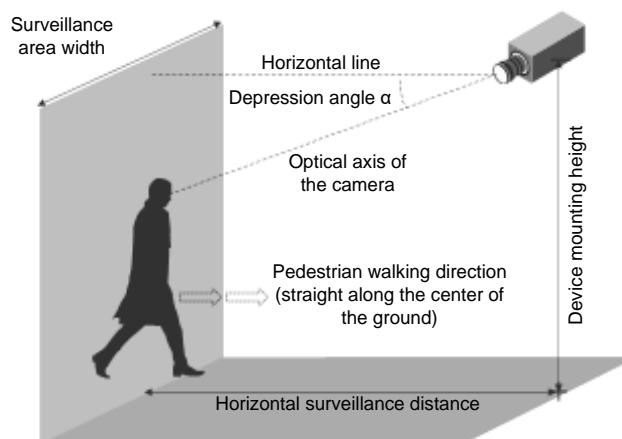 Surveillance
area width
Horizontal line
Depression angle α
Optical axis of
the camera
Device mounting height
Pedestrian walking direction
(straight along the center of
the ground)
Horizontal surveillance distance